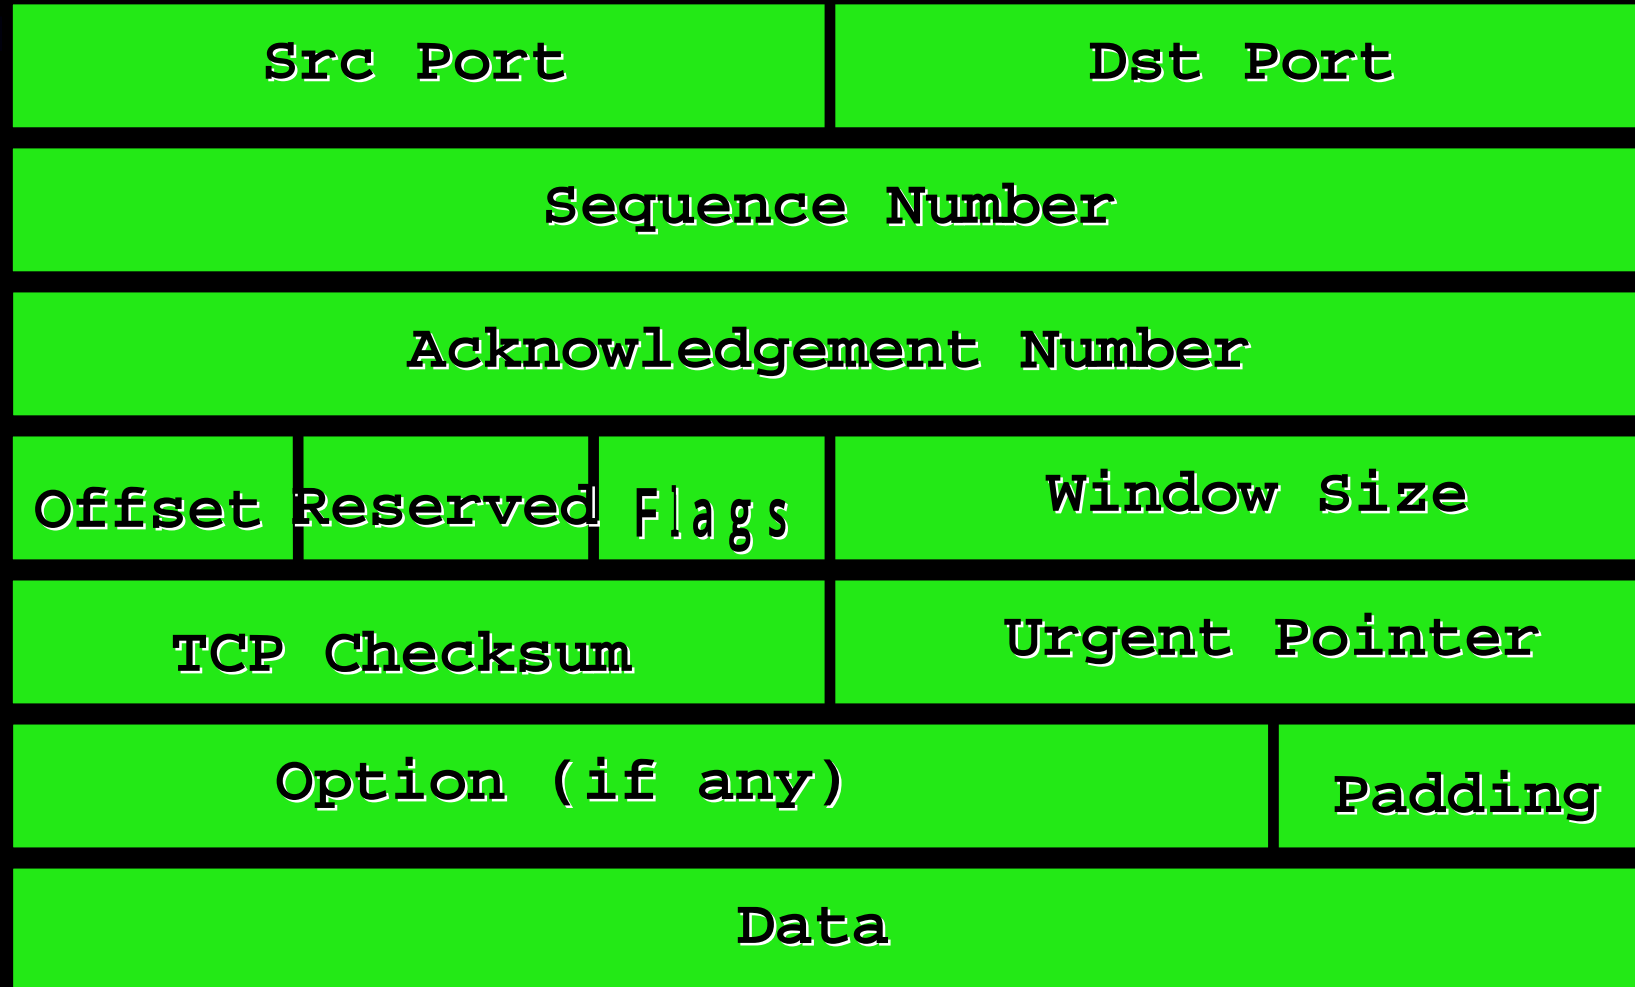 Src Port
Dst Port
Sequence Number
Acknowledgement Number
Offset
Reserved
Flags
Window Size
TCP Checksum
Urgent Pointer
Option (if any)
Padding
Data